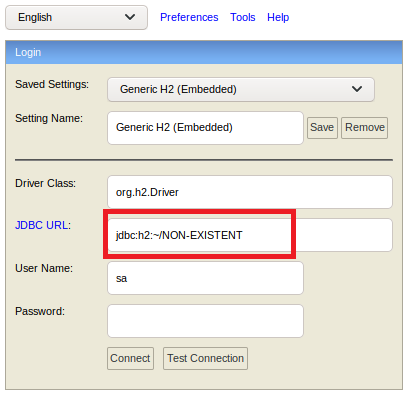 English Preferences Tools Help
Login
Saved Settings: Generic H2 (Embedded)
Setting Name: Generic H2 (Embedded) Save Remove
Driver Class: org.h2.Driver
JDBC URL: jdbc:h2:~/NON-EXISTENT
User Name: sa
Password:
Connect Test Connection